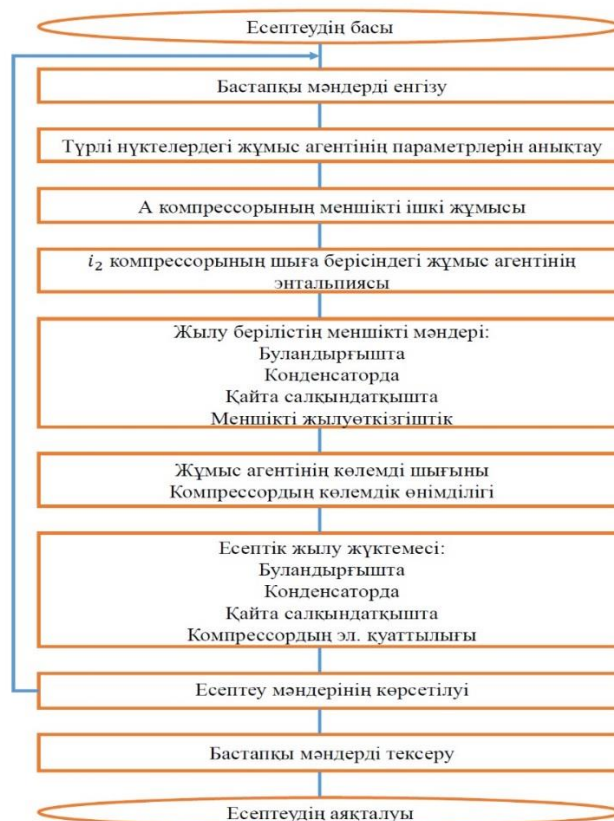 Есептеудің басы
Бастапқы мәндерді енгізу
Түрлі нүктелердегі жұмыс агентінің параметрлерін анықтау
А компрессорының меншікті ішкі жұмысы
i₂ компрессорының шыға берісіндегі жұмыс агентінің
энтальпиясы
Жылу берілістің меншікті мәндері:
Буландырғышта
Конденсаторда
Қайта салқындатқышта
Меншікті жылуөткізгіштік
Жұмыс агентінің көлемді шығыны
Компрессордың көлемдік өнімділігі
Есептік жылу жүктемесі:
Буландырғышта
Конденсаторда
Қайта салқындатқышта
Компрессордың эл. қуаттылығы
Есептеу мәндерінің көрсетілуі
Бастапқы мәндерді тексеру
Есептеудің аяқталуы